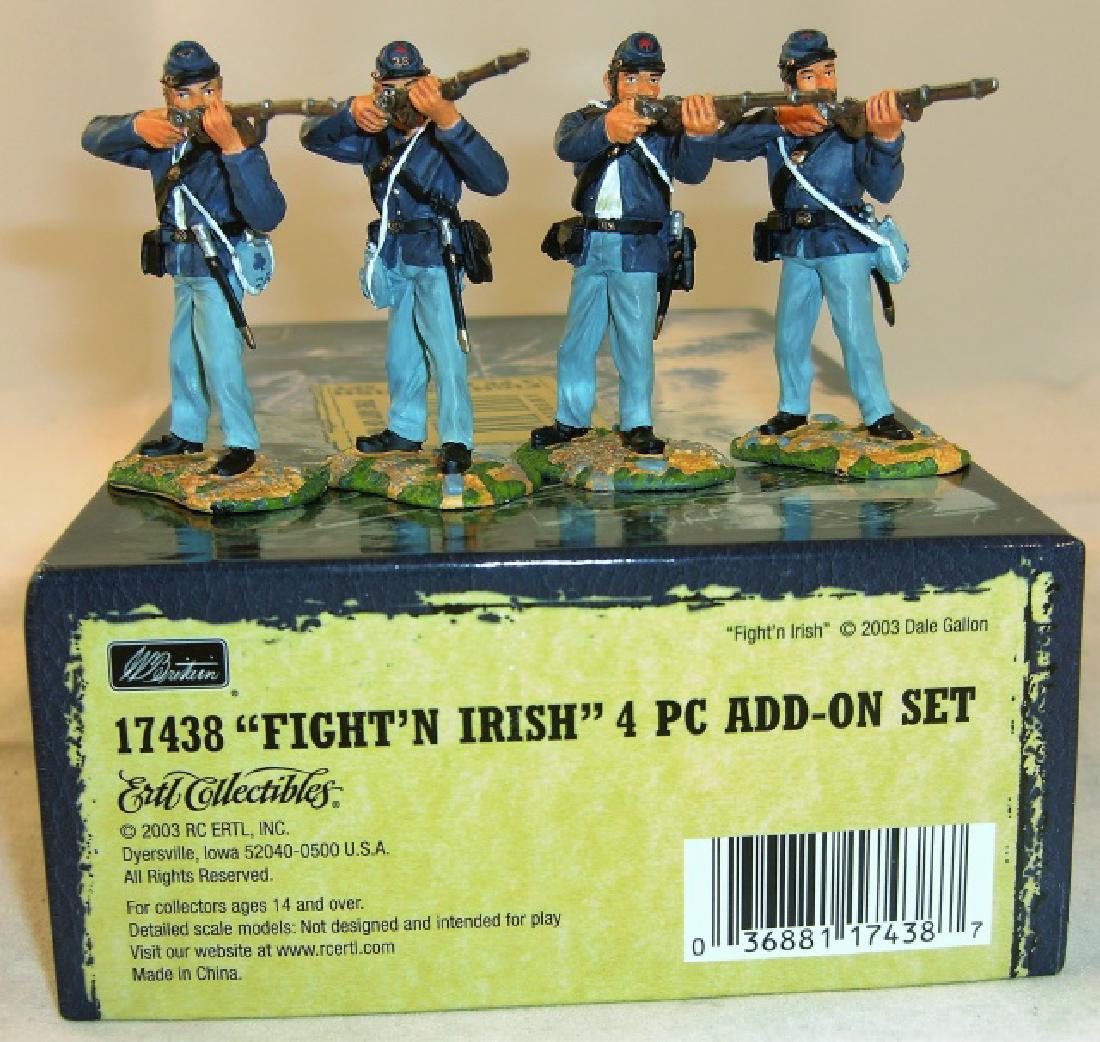 28
"Fight'n Irish" © 2003 Dale Gallon
W Britain
17438 "FIGHT'N IRISH" 4 PC ADD-ON SET
Ertl Collectibles®
© 2003 RC ERTL, INC.
Dyersville, Iowa 52040-0500 U.S.A.
All Rights Reserved.
For collectors ages 14 and over.
Detailed scale models: Not designed and intended for play
Visit our website at www.rcertl.com
Made in China.
0 36881 17438 7